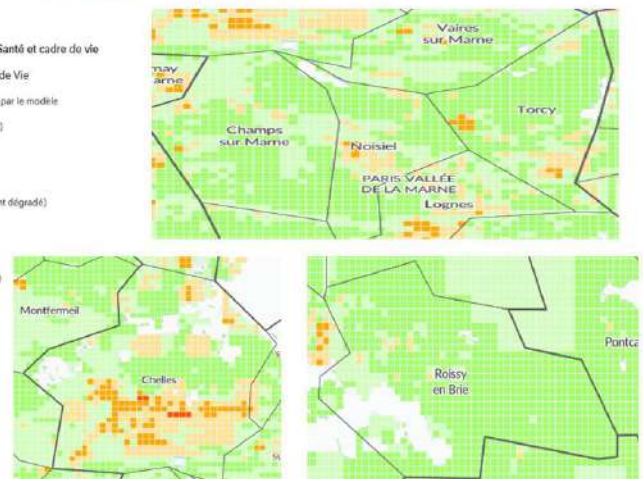 Santé et cadre de vie
de Vie
par le modèle
nt dégradé)
Vaires
sur Marne
nay
arne
Torcy
Champs
sur Marne
Noisiel
PARIS VALLÉE
DE LA MARNE
Lognes
Montfermeil
Chelles
Roissy
en Brie
Pontca